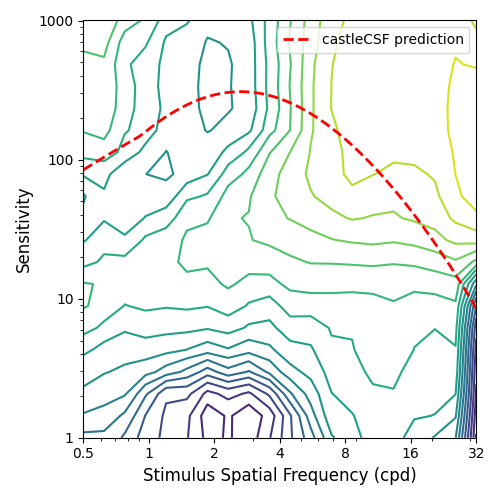 castleCSF prediction
1000
100
10
1
Sensitivity
0.5 1 2 4 8 16 32
Stimulus Spatial Frequency (cpd)